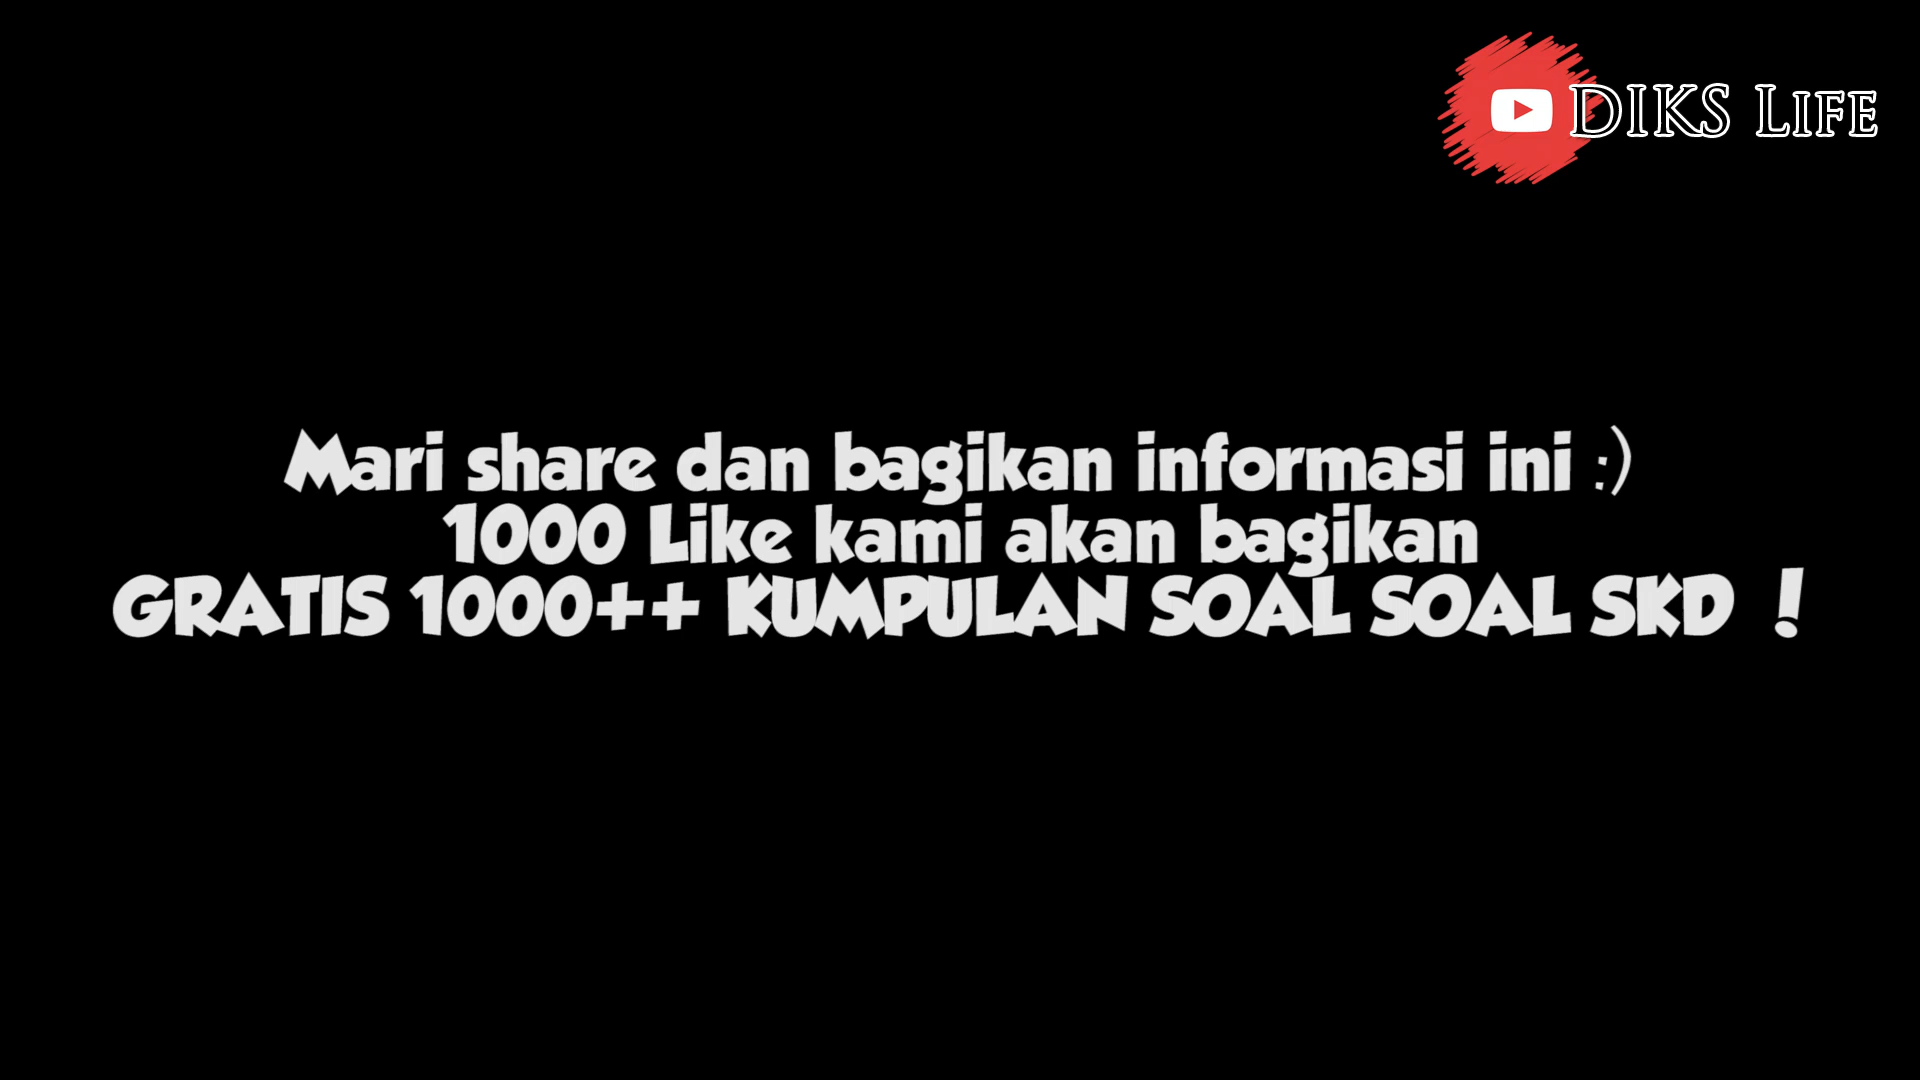 DIKS LIFE
Mari share dan bagikan informasi ini :)
1000 Like kami akan bagikan
GRATIS 1000++ KUMPULAN SOAL SOAL SKD !